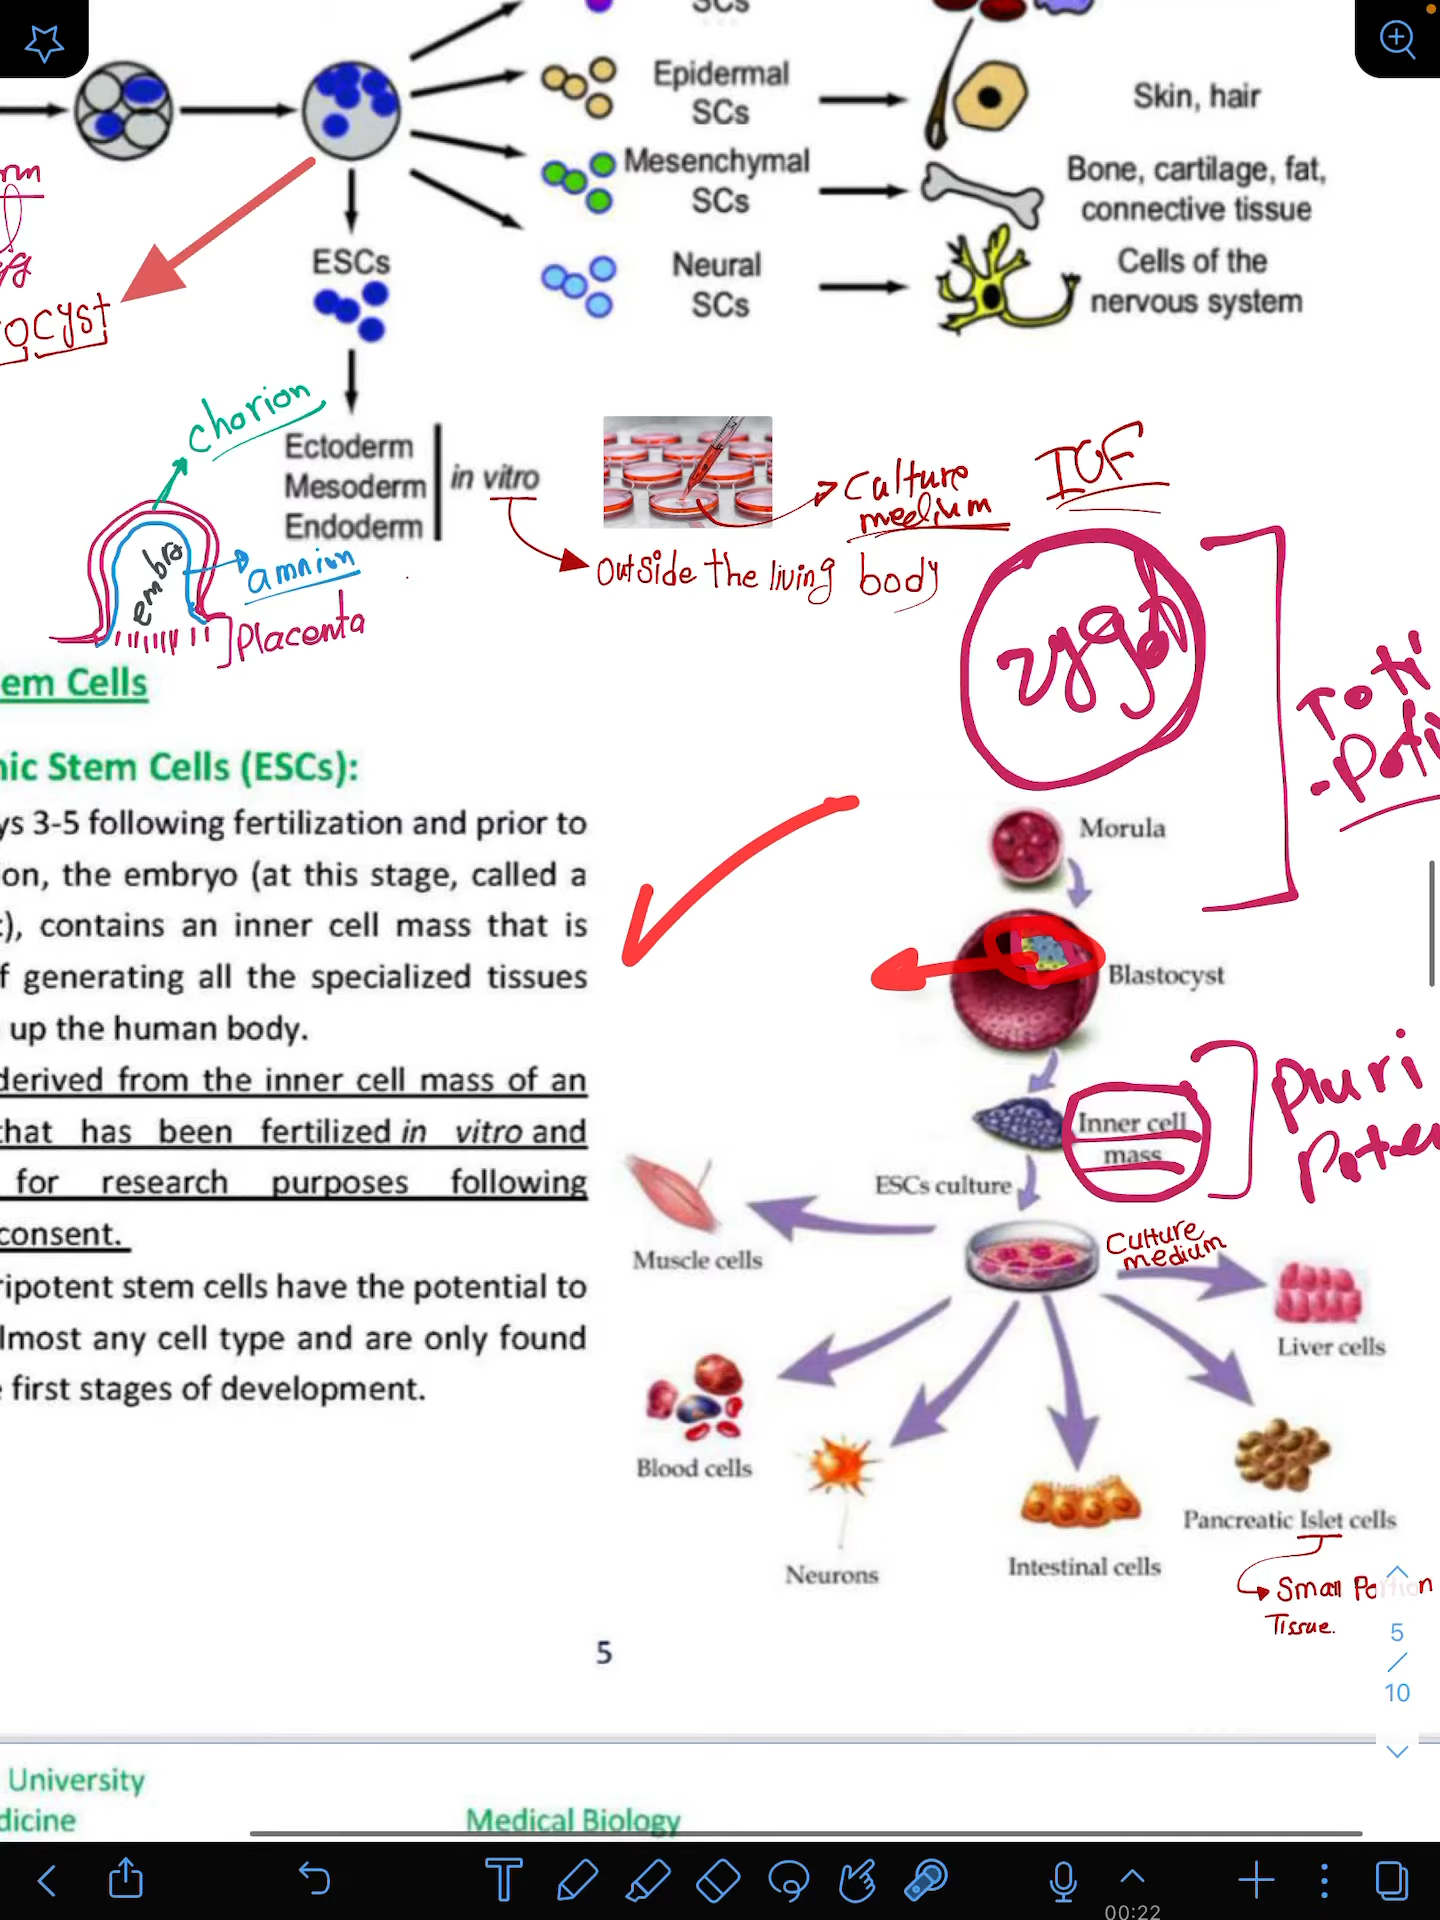 SCs
Epidermal
SCs
Skin, hair
Mesenchymal
SCs
Bone, cartilage, fat,
connective tissue
Neural
SCs
Cells of the
nervous system
ESCs
ocyst
chorion
Ectoderm
Mesoderm
Endoderm
in vitro
Culture
medium
outside the living body
embryo
amnion
Placenta
em Cells
nic Stem Cells (ESCs):
ys 3-5 following fertilization and prior to
on, the embryo (at this stage, called a
), contains an inner cell mass that is
f generating all the specialized tissues
up the human body.
derived from the inner cell mass of an
that has been fertilized in vitro and
for research purposes following
consent.
ripotent stem cells have the potential to
lmost any cell type and are only found
e first stages of development.
Toti
Morula
Blastocyst
Inner cell
mass
Pluri
Poten
ESCs culture
Culture
medium
Muscle cells
Liver cells
Blood cells
Neurons
Intestinal cells
Pancreatic Islet cells
Small Portion
Tissue.
5
5
/
10
University
dicine
Medical Biology
T
00:22